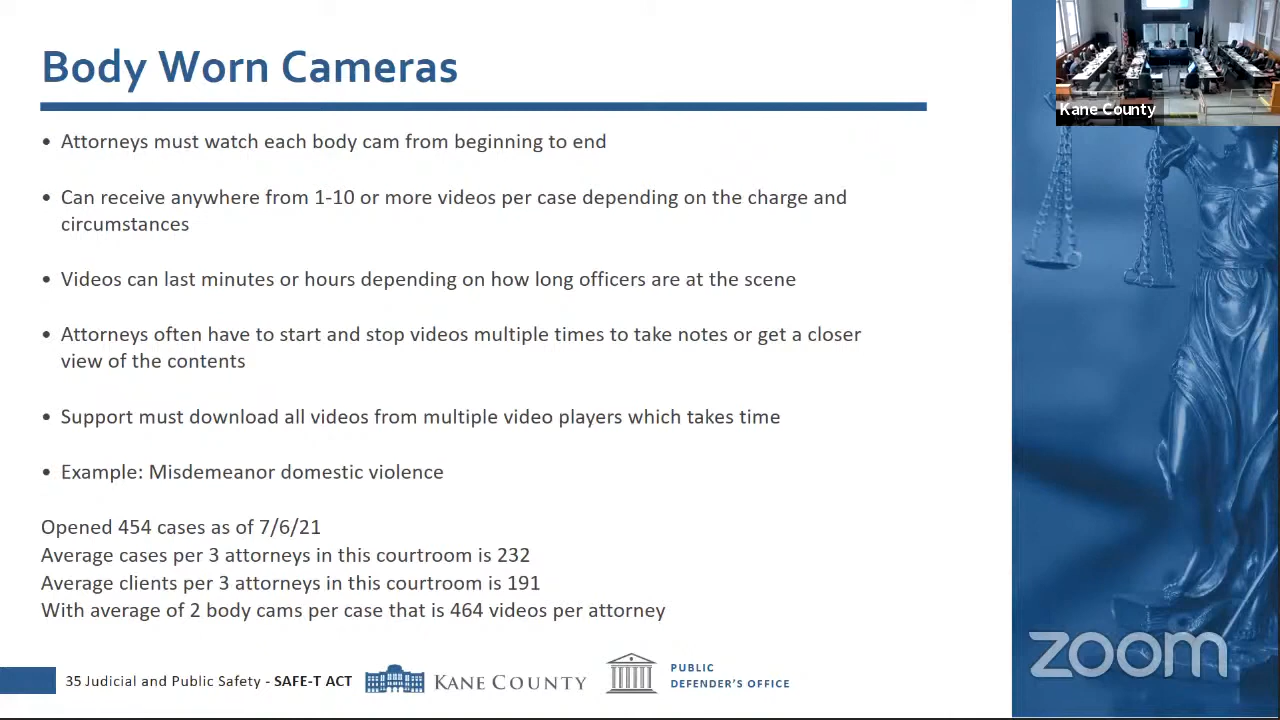 Body Worn Cameras
Kane County
• Attorneys must watch each body cam from beginning to end
• Can receive anywhere from 1-10 or more videos per case depending on the charge and
circumstances
• Videos can last minutes or hours depending on how long officers are at the scene
• Attorneys often have to start and stop videos multiple times to take notes or get a closer
view of the contents
• Support must download all videos from multiple video players which takes time
• Example: Misdemeanor domestic violence
Opened 454 cases as of 7/6/21
Average cases per 3 attorneys in this courtroom is 232
Average clients per 3 attorneys in this courtroom is 191
With average of 2 body cams per case that is 464 videos per attorney
zoom
35 Judicial and Public Safety - SAFE-T ACT
KANE COUNTY
PUBLIC
DEFENDER'S OFFICE